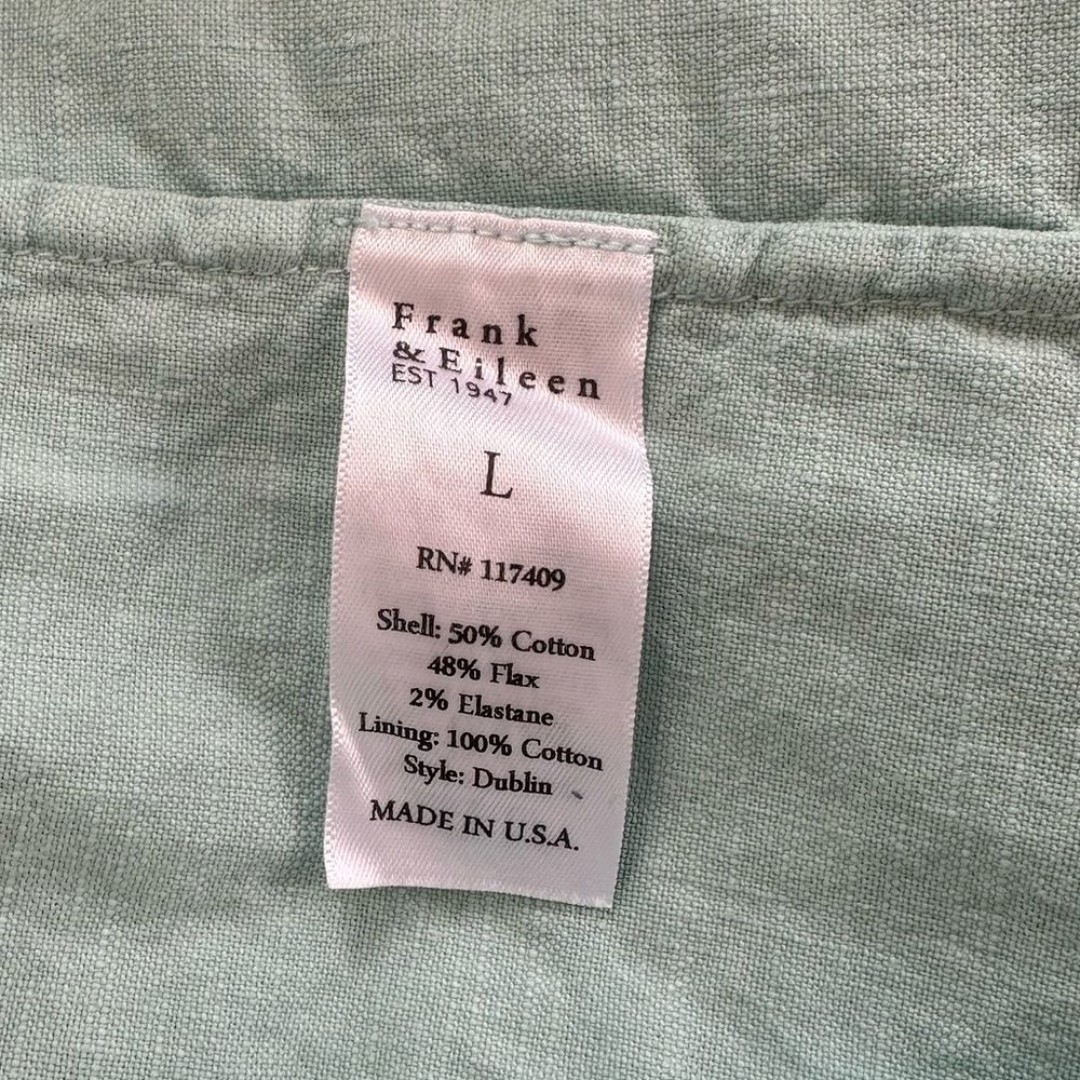 Frank
& Eileen
EST 1947
L
RN# 117409
Shell: 50% Cotton
48% Flax
2% Elastane
Lining: 100% Cotton
Style: Dublin
MADE IN U.S.A.